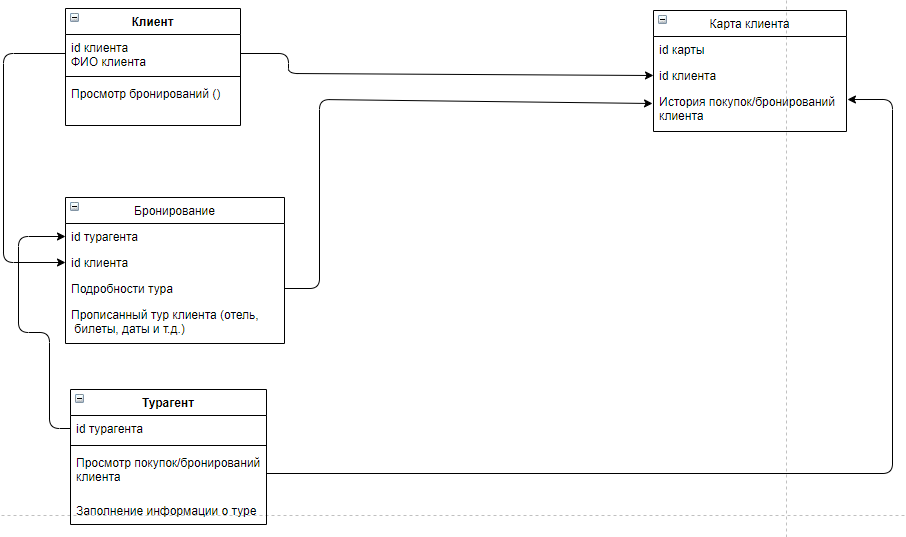 Клиент
id клиента
ФИО клиента
Просмотр бронирований ()
Карта клиента
id карты
id клиента
История покупок/бронирований
клиента
Бронирование
id турагента
id клиента
Подробности тура
Прописанный тур клиента (отель,
билеты, даты и т.д.)
Турагент
id турагента
Просмотр покупок/бронирований
клиента
Заполнение информации о туре